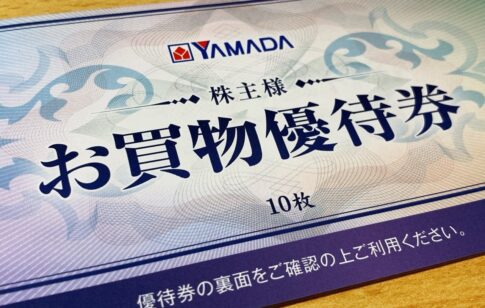 YAMADA
株主様
お買物優待券
10枚
優待券の裏面をご確認の上ご利用ください。